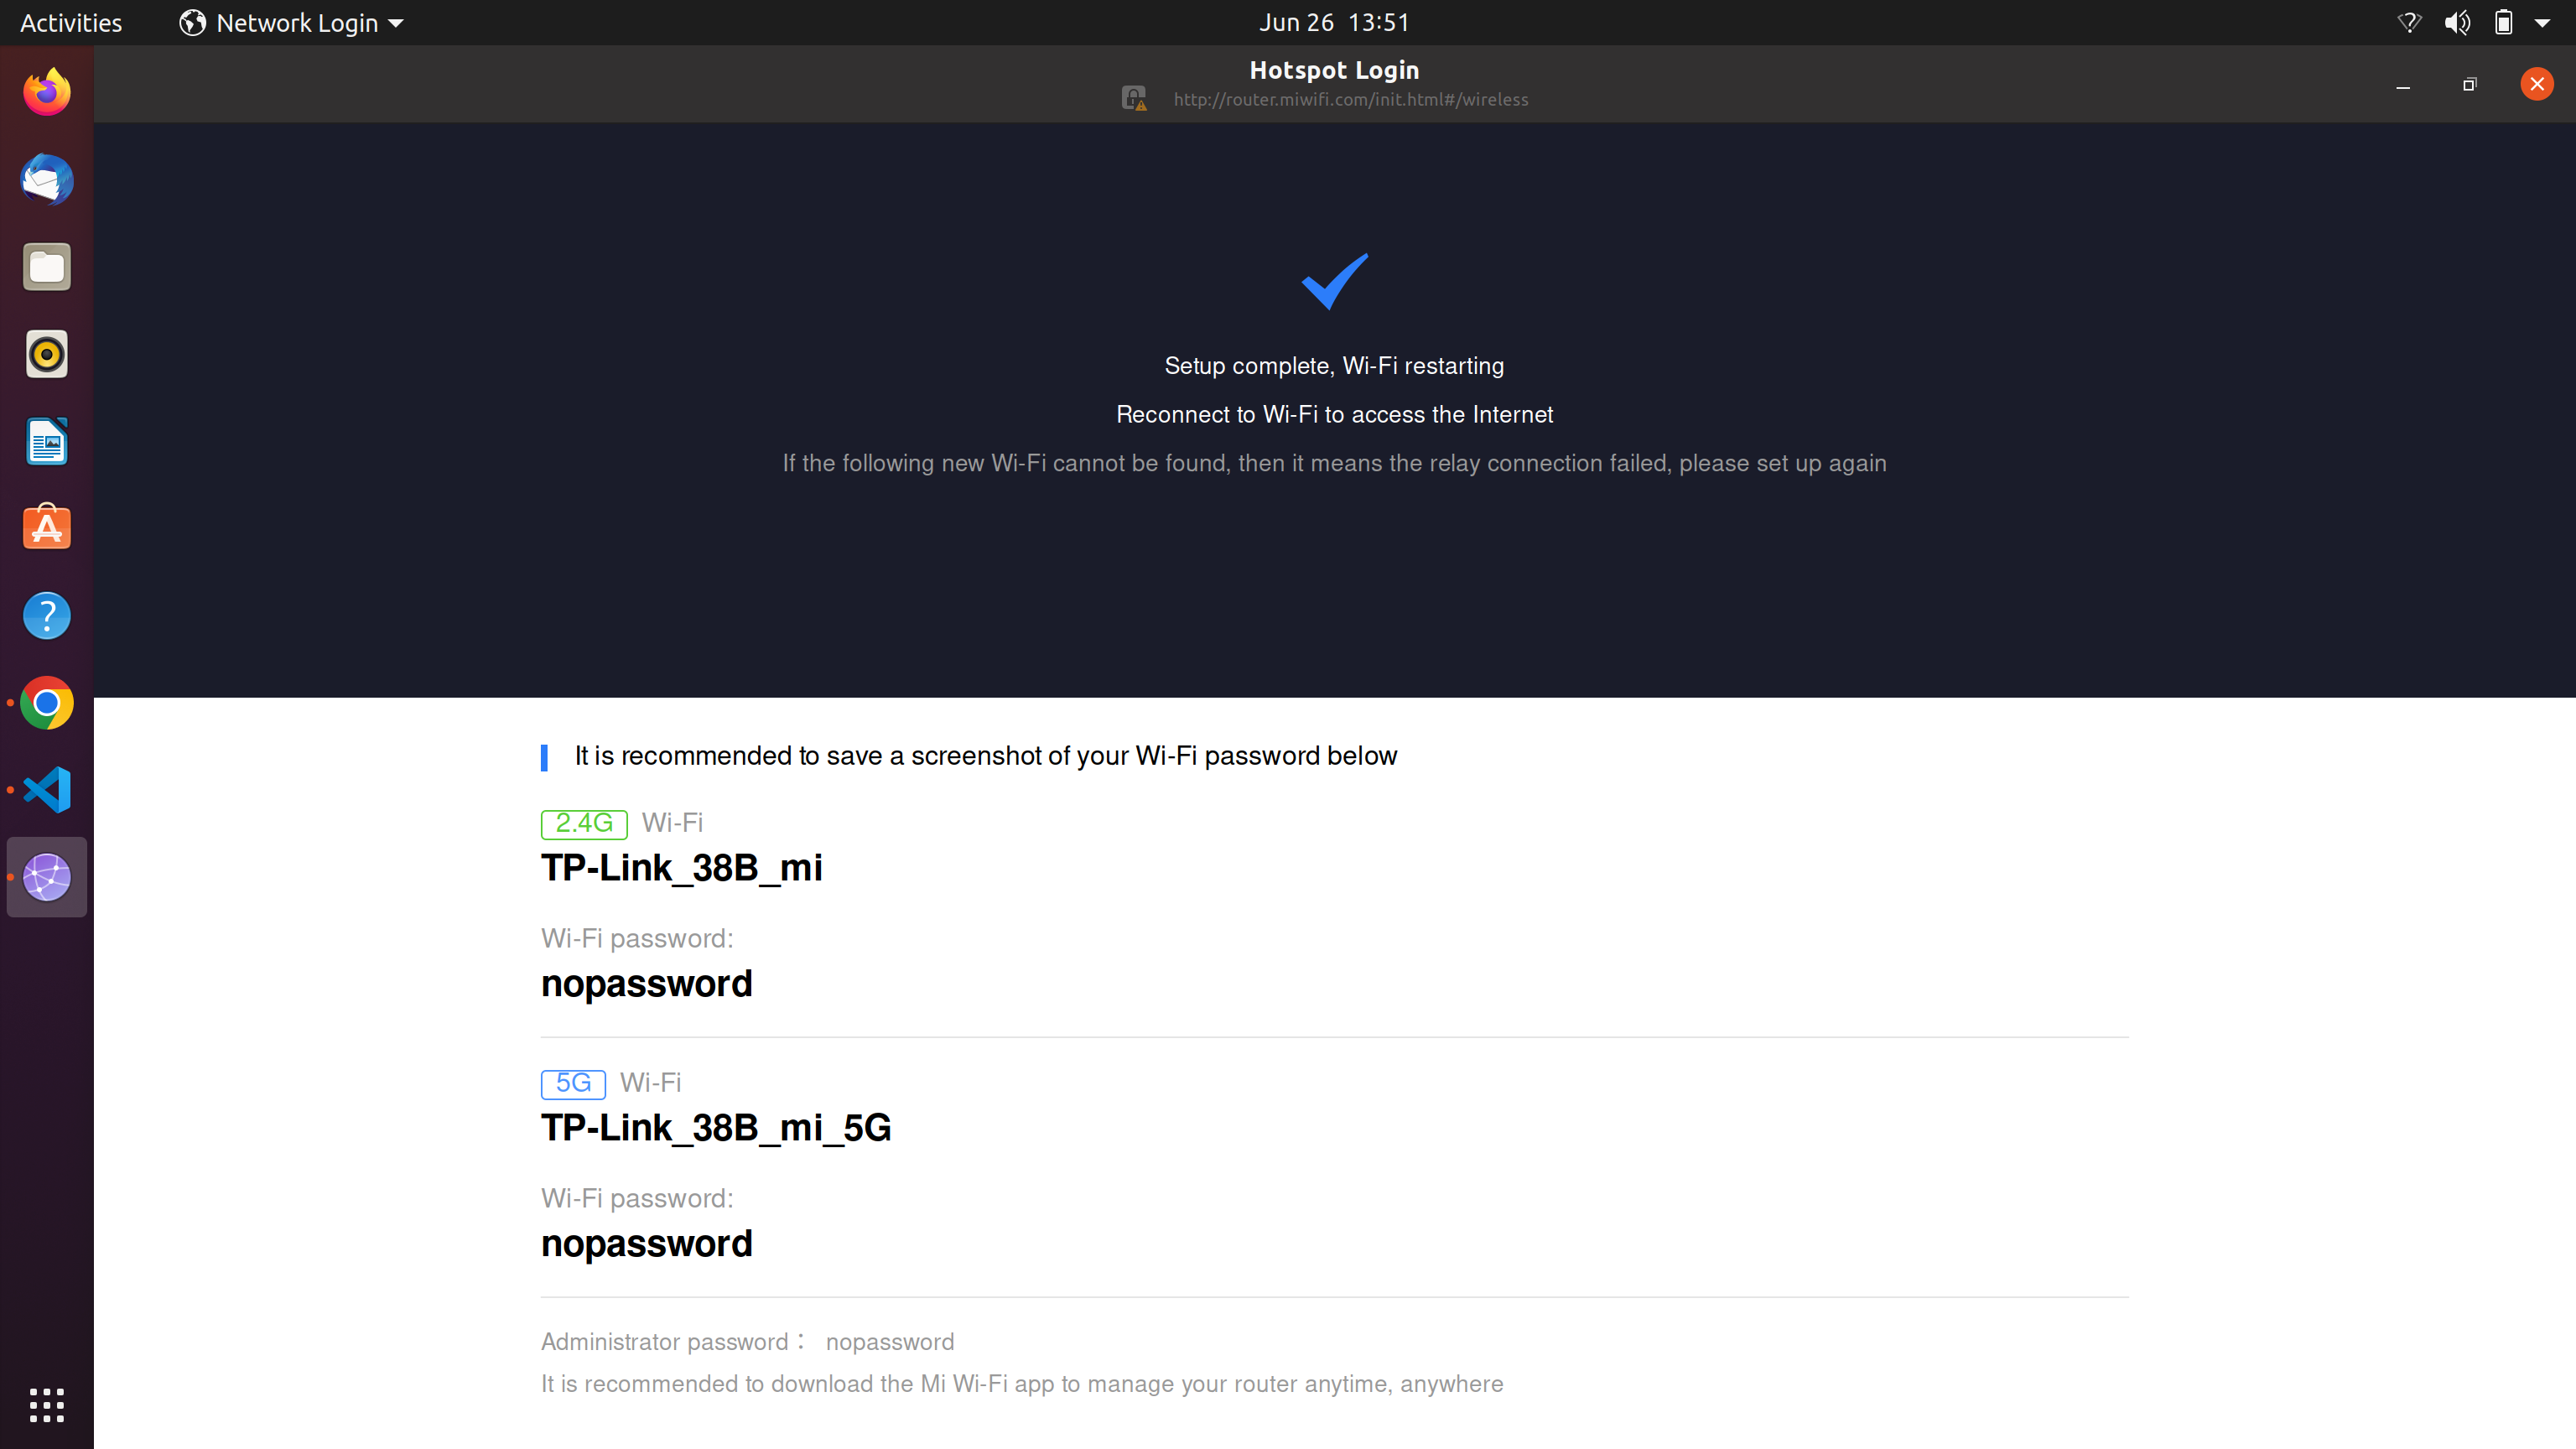 Activities
Network Login
Jun 26 13:51
Hotspot Login
http://router.miwifi.com/init.html#/wireless
Setup complete, Wi-Fi restarting
Reconnect to Wi-Fi to access the Internet
If the following new Wi-Fi cannot be found, then it means the relay connection failed, please set up again
It is recommended to save a screenshot of your Wi-Fi password below
2.4G Wi-Fi
TP-Link_38B_mi
Wi-Fi password:
nopassword
5G Wi-Fi
TP-Link_38B_mi_5G
Wi-Fi password:
nopassword
Administrator password： nopassword
It is recommended to download the Mi Wi-Fi app to manage your router anytime, anywhere